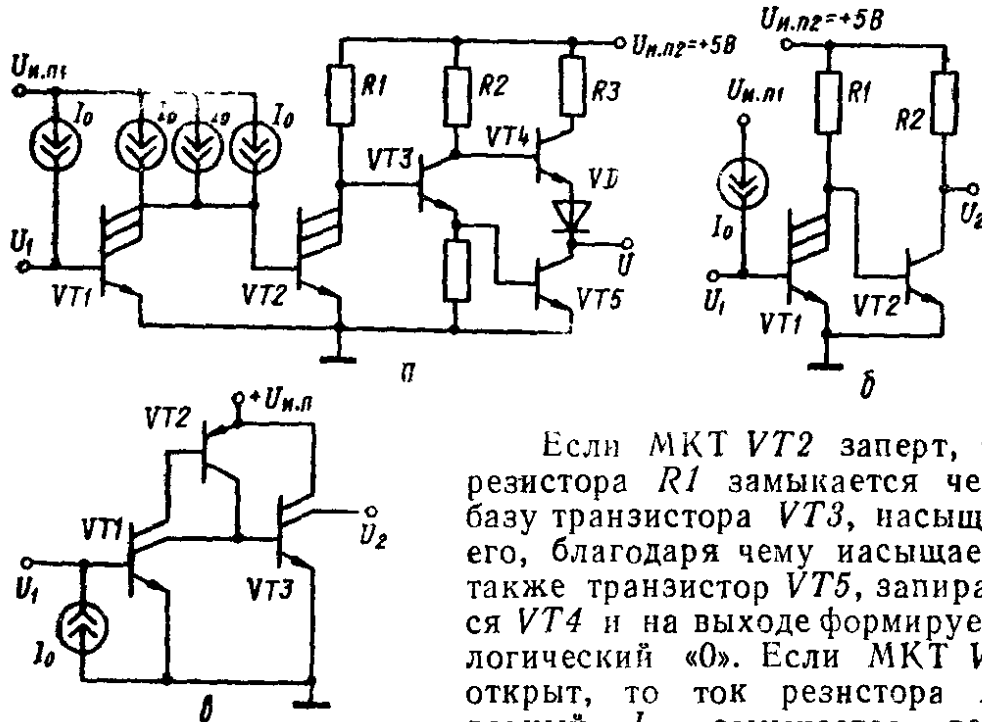 Uи.п1
I₀
I₀
I₀
I₀
U₁
VT1
VT2
R1
R2
R3
Uи.п2=+5В
VT3
VT4
VD
U
VT5
а
Uи.п2=+5В
Uи.п1
R1
R2
I₀
U₁
VT1
VT2
U₂
б
+Uи.п
VT2
VT1
U₁
I₀
VT3
U₂
в
Если МКТ VT2 заперт,
резистора R1 замыкается че
базу транзистора VT3, насыщ
его, благодаря чему насыщае
также транзистор VT5, запира
ся VT4 и на выходе формируе
логический «0». Если МКТ V
открыт, то ток резистора